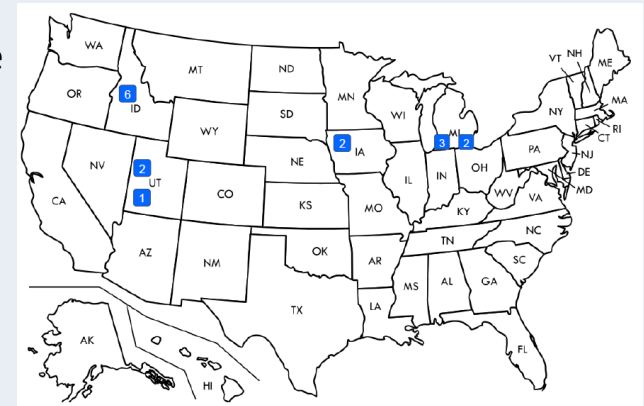 e
WA
MT
ND
MN
VT NH
ME
OR
6
ID
SD
WI
MI
NY
MA
RI
CT
WY
2
IA
3
2
PA
NJ
NV
2
UT
NE
IL
IN
OH
DE
MD
1
CO
WV
VA
CA
KS
MO
KY
NC
AZ
NM
OK
AR
TN
SC
MS
AL
GA
TX
LA
FL
AK
HI